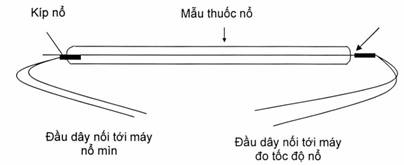 Kíp nổ
Mẫu thuốc nổ
Đầu dây nối tới máy
nổ mìn
Đầu dây nối tới máy
đo tốc độ nổ